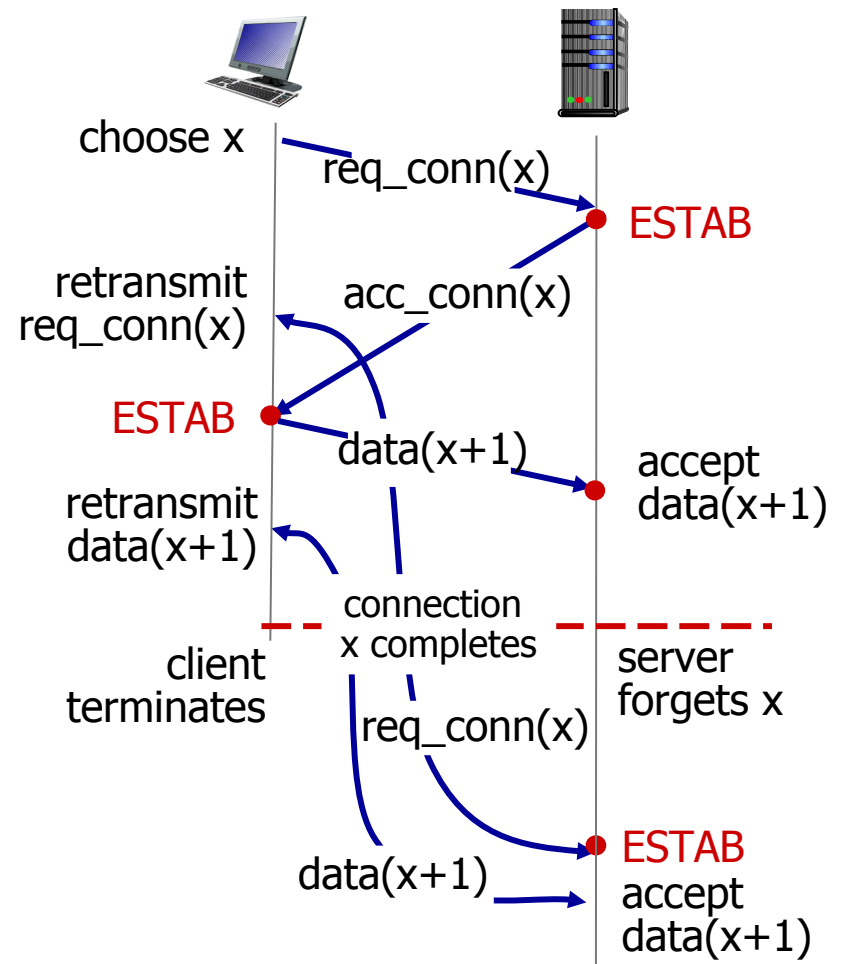 choose x
req_conn(x)
ESTAB
retransmit
req_conn(x)
acc_conn(x)
ESTAB
data(x+1)
accept
data(x+1)
retransmit
data(x+1)
connection
x completes
client
terminates
server
forgets x
req_conn(x)
ESTAB
data(x+1)
accept
data(x+1)